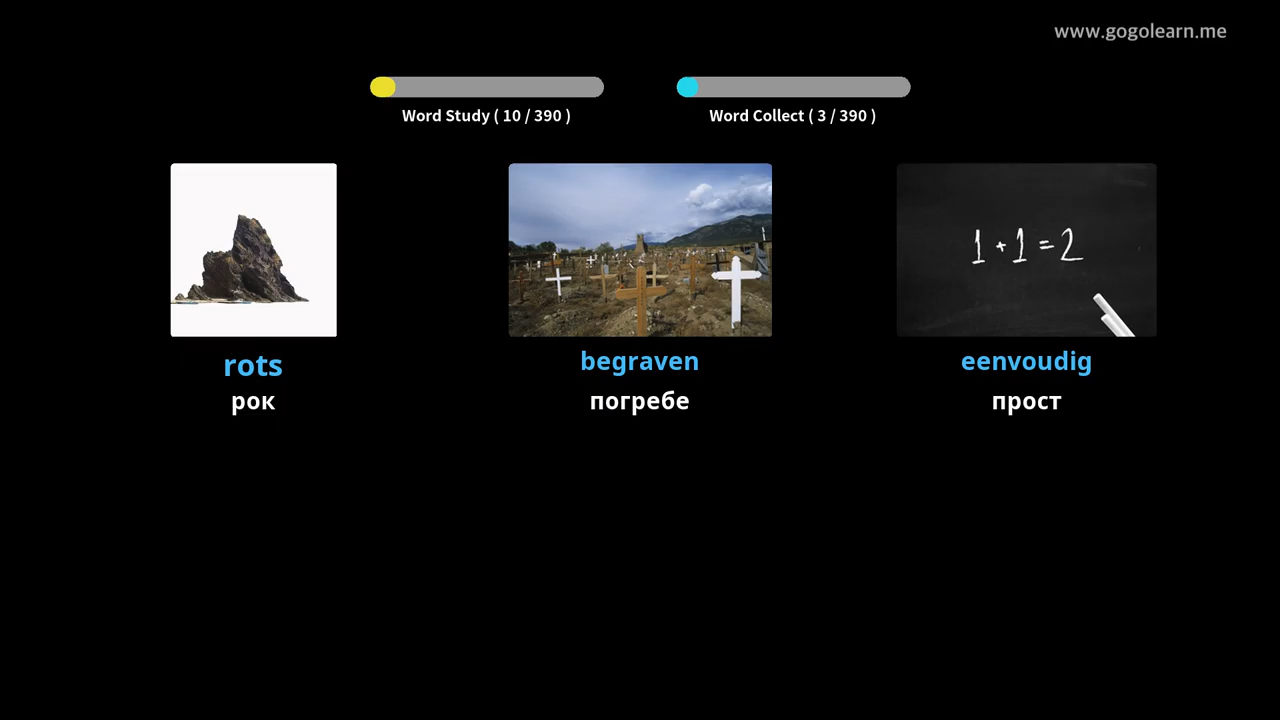 www.gogolearn.me
Word Study ( 10 / 390 )
Word Collect ( 3 / 390 )
1 + 1 = 2
rots
begraven
eenvoudig
рок
погребе
прост